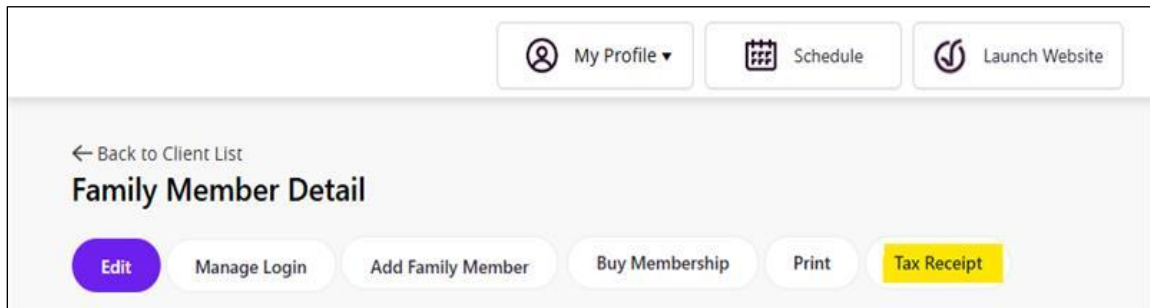 My Profile ▾ Schedule Launch Website
← Back to Client List
Family Member Detail
Edit Manage Login Add Family Member Buy Membership Print Tax Receipt